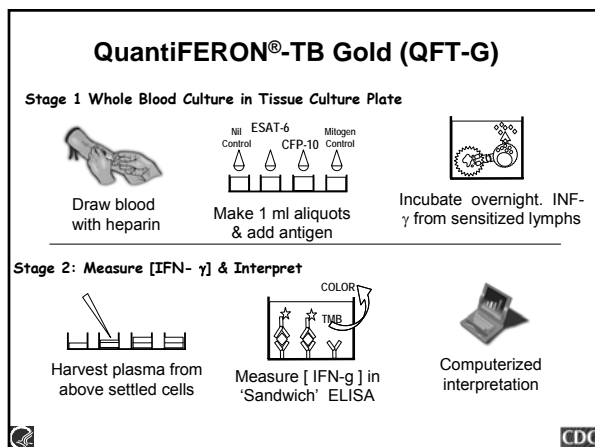 QuantiFERON®-TB Gold (QFT-G)
Stage 1 Whole Blood Culture in Tissue Culture Plate
Nil Control
ESAT-6
CFP-10
Mitogen Control
Draw blood
with heparin
Make 1 ml aliquots
& add antigen
Incubate overnight. INF-
γ from sensitized lymphs
Stage 2: Measure [IFN- γ] & Interpret
COLOR
TMB
Harvest plasma from
above settled cells
Measure [ IFN-g ] in
‘Sandwich’ ELISA
Computerized
interpretation
CDC